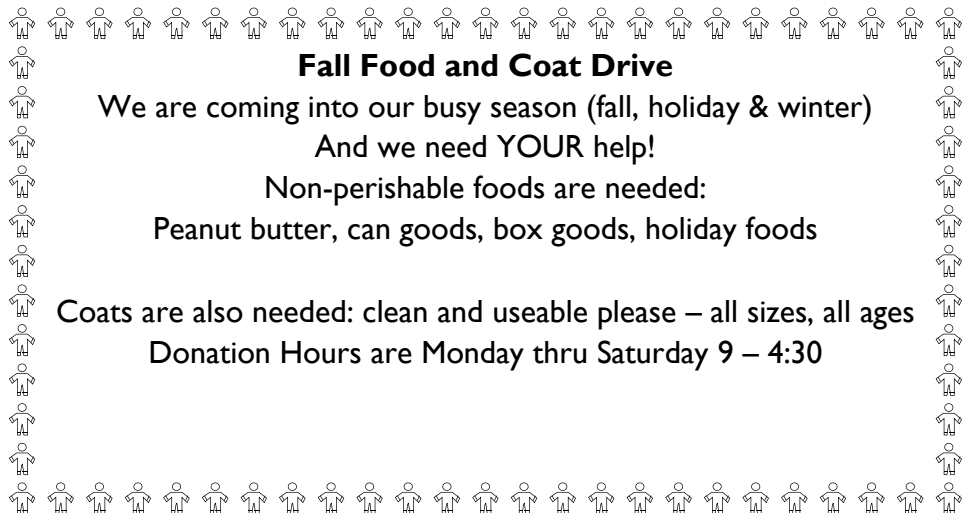 Fall Food and Coat Drive
We are coming into our busy season (fall, holiday & winter)
And we need YOUR help!
Non-perishable foods are needed:
Peanut butter, can goods, box goods, holiday foods
Coats are also needed: clean and useable please – all sizes, all ages
Donation Hours are Monday thru Saturday 9 – 4:30